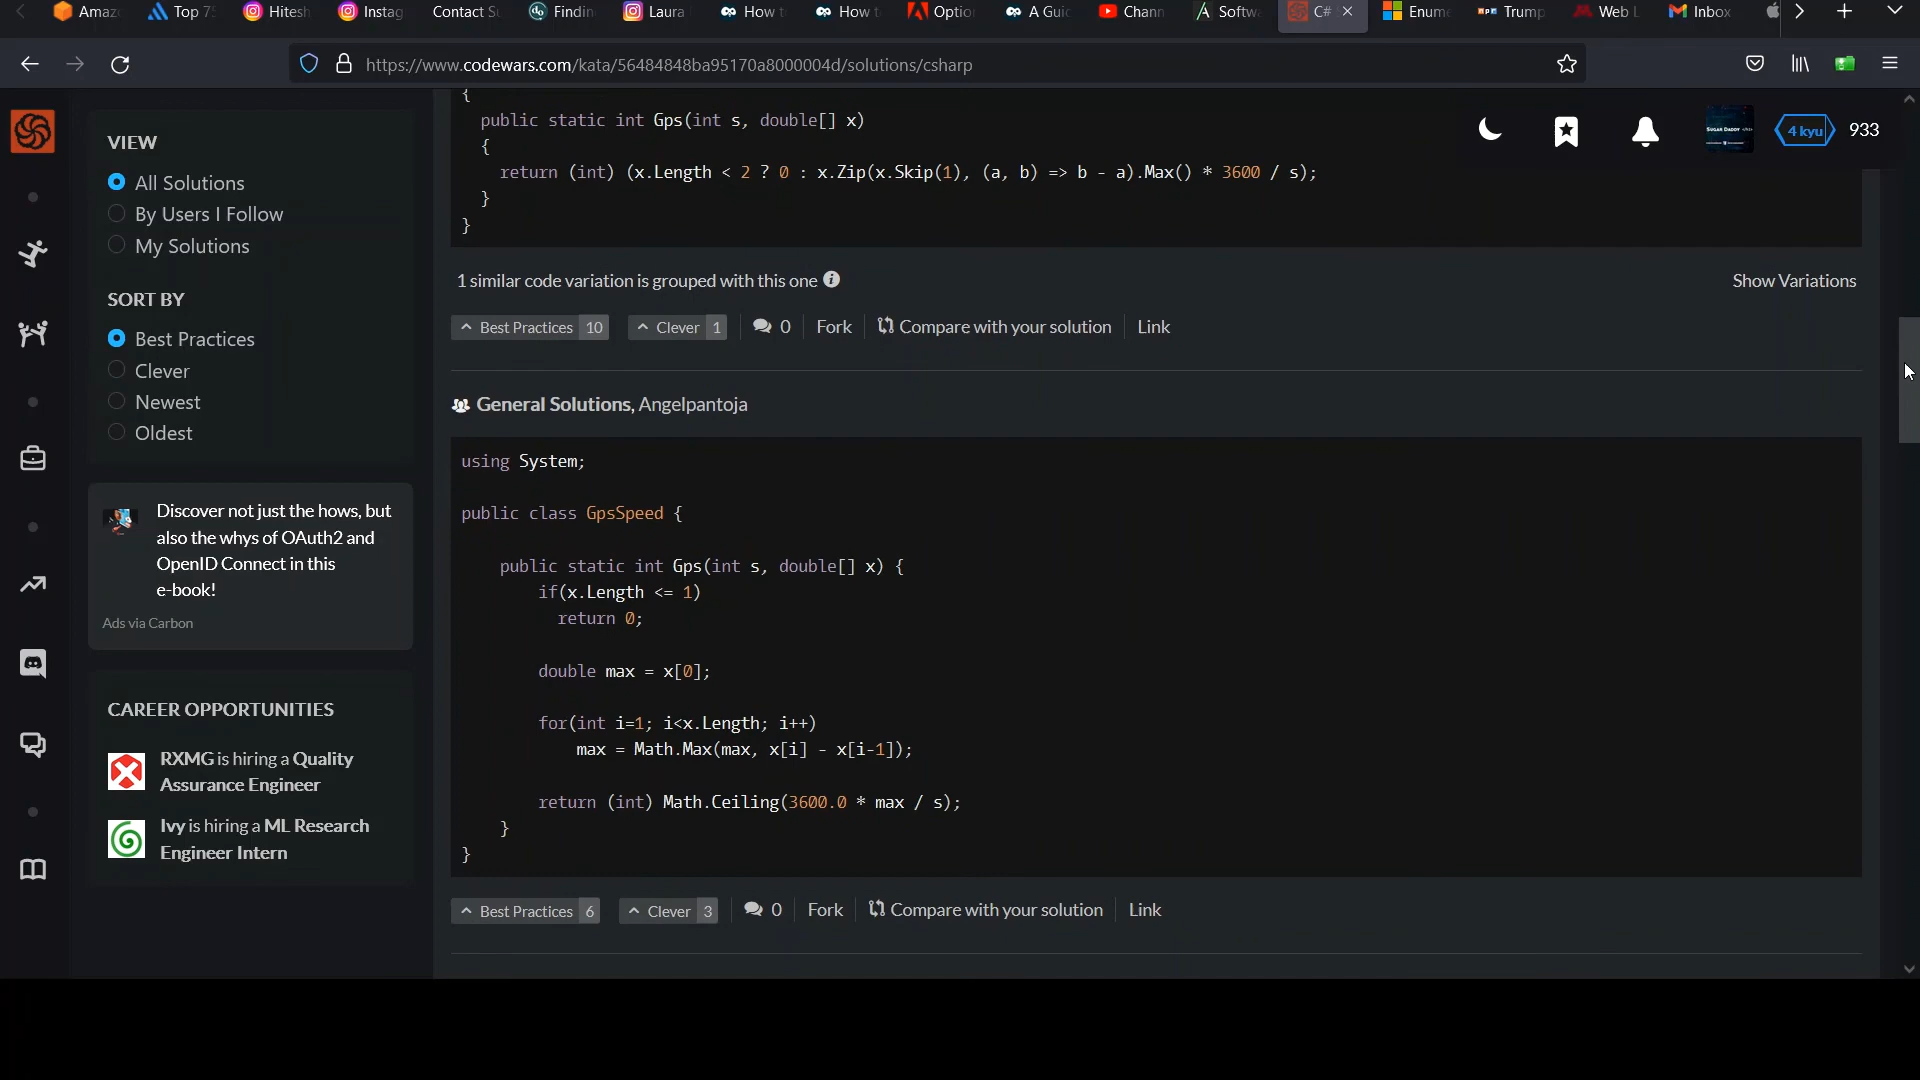 Amaz
Top 7
Hitesh
Instag
Contact S
Findin
Laura
How t
How t
Optio
A Guid
Chann
Softw
C#
Enume
Trump
Web L
Inbox
https://www.codewars.com/kata/56484848ba95170a8000004d/solutions/csharp
SUGAR DADDY
4 kyu
933
VIEW
All Solutions
By Users I Follow
My Solutions
SORT BY
Best Practices
Clever
Newest
Oldest
Discover not just the hows, but
also the whys of OAuth2 and
OpenID Connect in this
e-book!
Ads via Carbon
CAREER OPPORTUNITIES
RXMG is hiring a Quality
Assurance Engineer
Ivy is hiring a ML Research
Engineer Intern
{
public static int Gps(int s, double[] x)
{
return (int) (x.Length < 2 ? 0 : x.Zip(x.Skip(1), (a, b) => b - a).Max() * 3600 / s);
}
}
1 similar code variation is grouped with this one
Show Variations
Best Practices 10 Clever 1 0 Fork Compare with your solution Link
General Solutions, Angelpantoja
using System;
public class GpsSpeed {
public static int Gps(int s, double[] x) {
if(x.Length <= 1)
return 0;
double max = x[0];
for(int i=1; i<x.Length; i++)
max = Math.Max(max, x[i] - x[i-1]);
return (int) Math.Ceiling(3600.0 * max / s);
}
}
Best Practices 6 Clever 3 0 Fork Compare with your solution Link